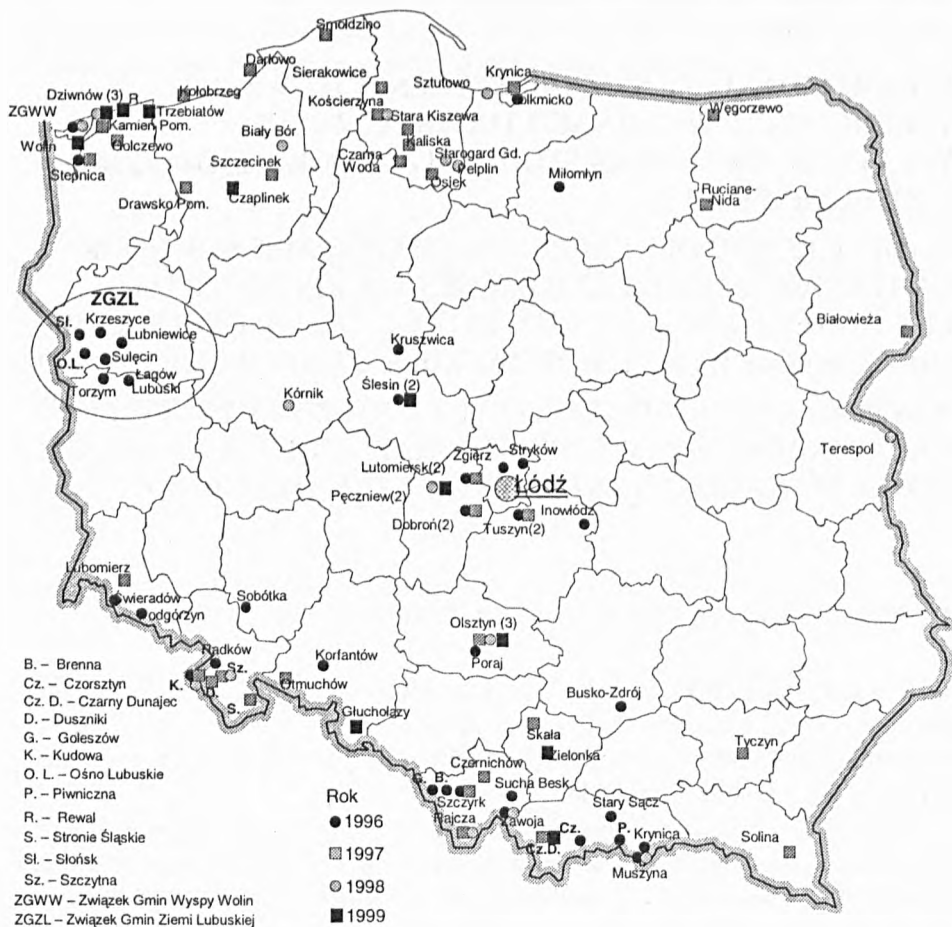 Smołdzino
Darłowo
Sierakowice
Sztutowo
Krynica
Dziwnów (3)
R.
Kołobrzeg
Kościerzyna
Tolkmicko
ZGWW
Trzebiatów
Stara Kiszewa
Węgorzewo
Kamień Pom.
Biały Bór
Kaliska
Wolin
Golczewo
Szczecinek
Czarna
Woda
Starogard Gd.
Pelplin
Stepnica
Osiek
Miłomłyn
Drawsko Pom.
Czaplinek
Ruciane-
Nida
ZGZL
Sł.
Krzeszyce
Lubniewice
Białowieża
O.L.
Sulęcin
Kruszwica
Łagów
Torzym
Lubuski
Ślesin (2)
Kórnik
Terespol
Zgierz
Stryków
Lutomiersk(2)
Łódź
Pęczniew(2)
Dobroń(2)
Tuszyn(2)
Inowłódz
Lubomierz
Świeradów
Podgórzyn
Sobótka
Olsztyn (3)
Radków
Sz.
Korfantów
Poraj
K.
D.
Otmuchów
Busko-Zdrój
S.
Głuchołazy
Skała
Zielonka
Tyczyn
Czernichów
G.
B.
Sucha Besk.
Szczyrk
Stary Sącz
Rajcza
Zawoja
Cz.
P.
Krynica
Solina
Cz.D.
Muszyna
B. – Brenna
Cz. – Czorsztyn
Cz. D. – Czarny Dunajec
D. – Duszniki
G. – Goleszów
K. – Kudowa
O. L. – Ośno Lubuskie
P. – Piwniczna
R. – Rewal
S. – Stronie Śląskie
Sł. – Słońsk
Sz. – Szczytna
ZGWW – Związek Gmin Wyspy Wolin
ZGZL – Związek Gmin Ziemi Lubuskiej
Rok
1996
1997
1998
1999